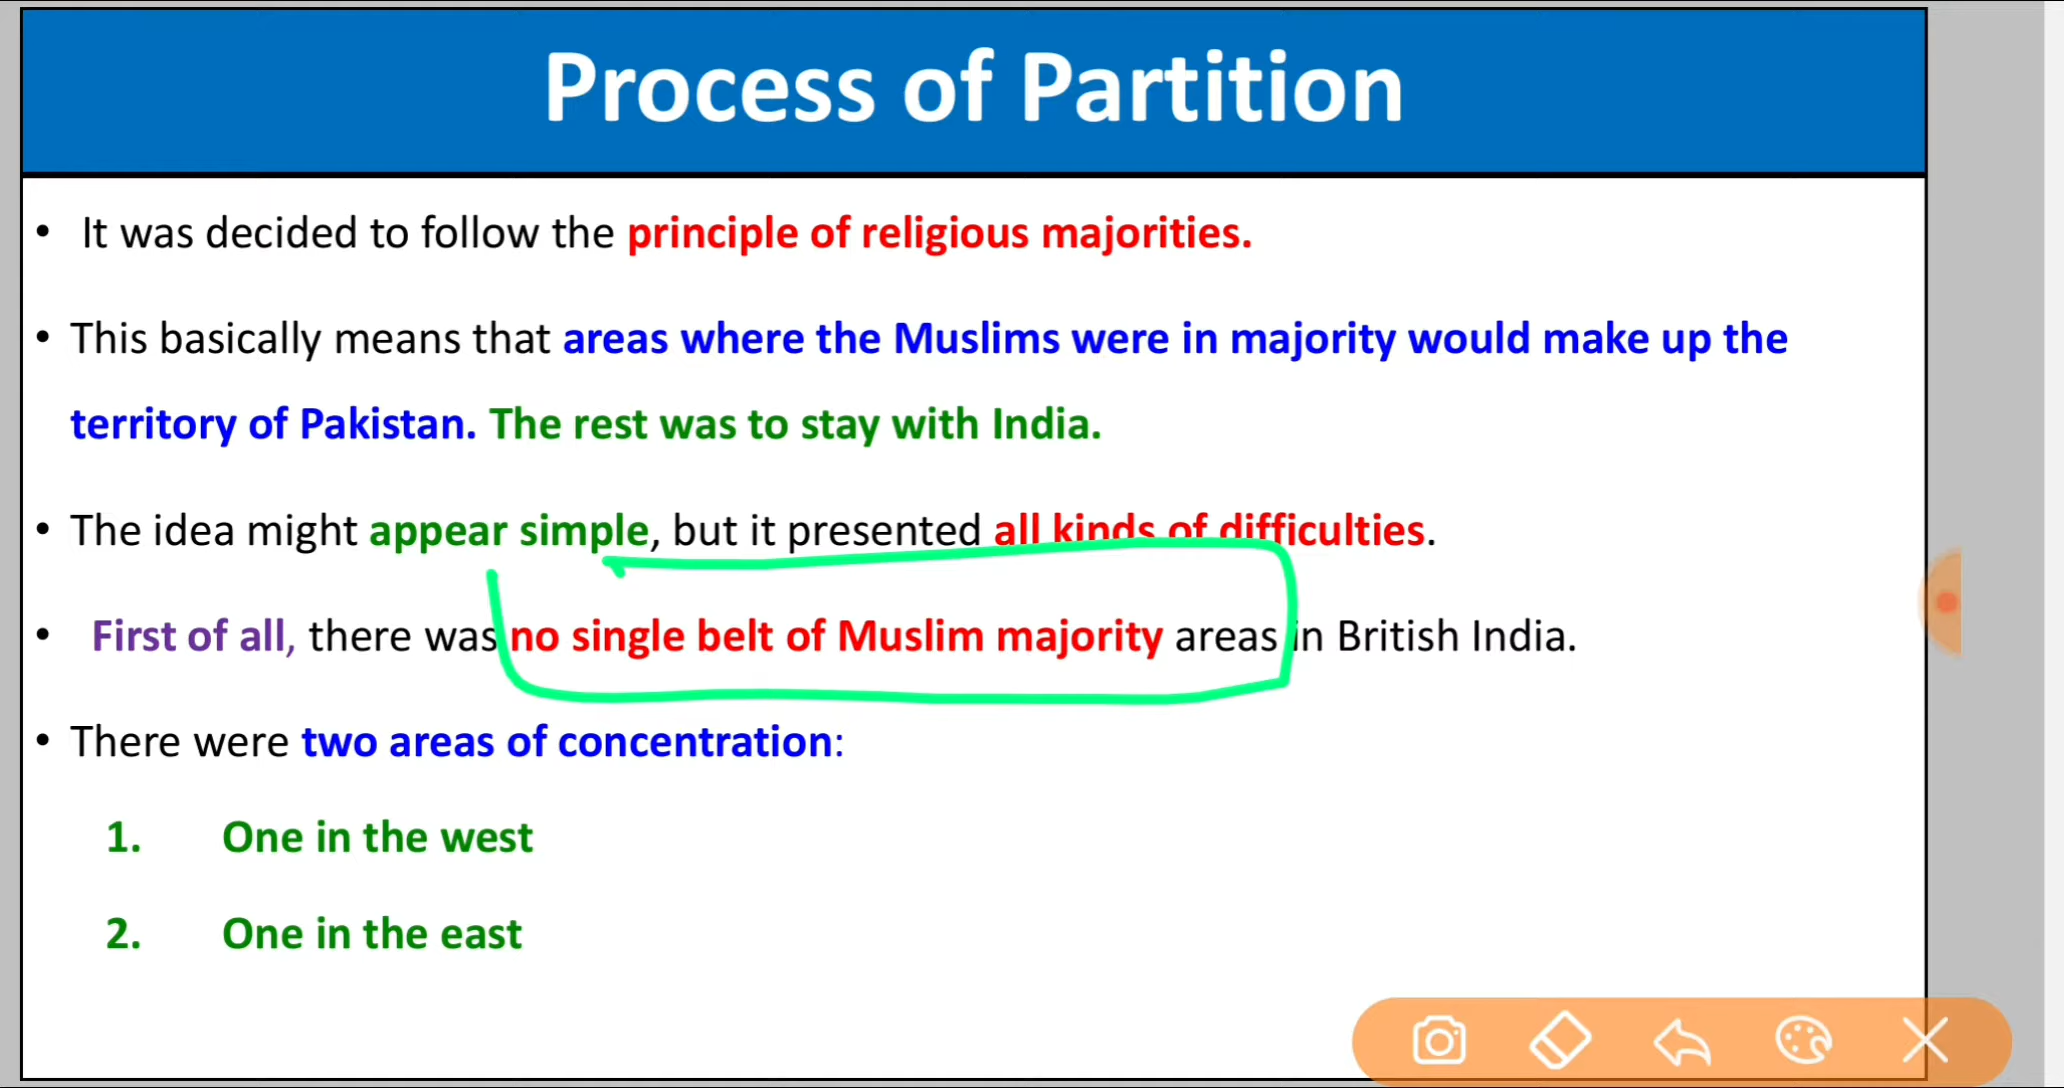 Process of Partition
• It was decided to follow the principle of religious majorities.
• This basically means that areas where the Muslims were in majority would make up the
territory of Pakistan. The rest was to stay with India.
• The idea might appear simple, but it presented all kinds of difficulties.
• First of all, there was no single belt of Muslim majority areas in British India.
• There were two areas of concentration:
1. One in the west
2. One in the east